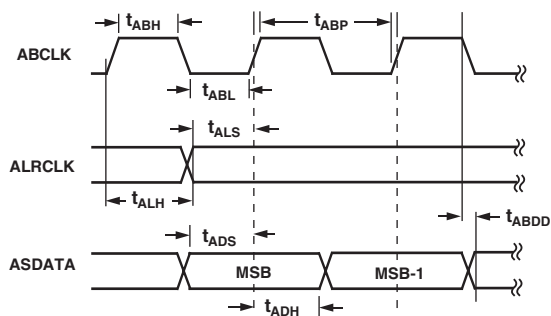 tABH
tABP
ABCLK
tABL
tALS
ALRCLK
tALH
tABDD
tADS
ASDATA
MSB
MSB-1
tADH